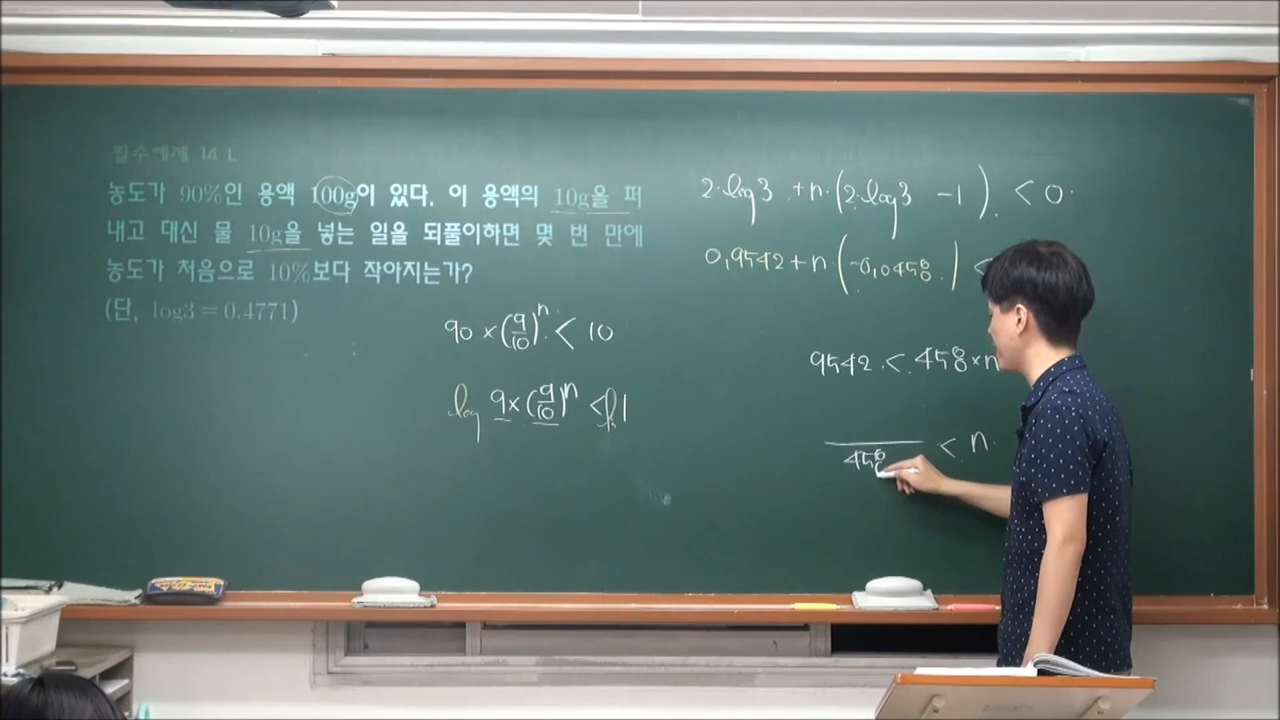 필수예제 14
농도가 90%인 용액 100g이 있다. 이 용액의 10g을 퍼
내고 대신 물 10g을 넣는 일을 되풀이하면 몇 번 만에
농도가 처음으로 10%보다 작아지는가?
(단, log3 = 0.4771)
90 × (9/10)^n < 10
log 9 × (9/10)^n < log 1
2·log3 + n·(2·log3 - 1) < 0
0.9542 + n(-0.0458) <
9542 < 458 × n
/458 < n